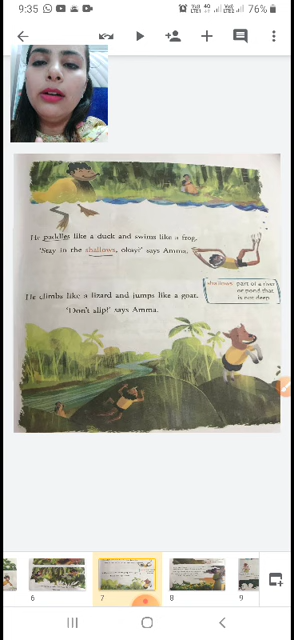 9:35
76%
He paddles like a duck and swims like a frog.
'Stay in the shallows, okay?' says Amma.
shallows part of a river
or pond that
is not deep
He climbs like a lizard and jumps like a goat.
'Don't slip!' says Amma.
6
7
8
9